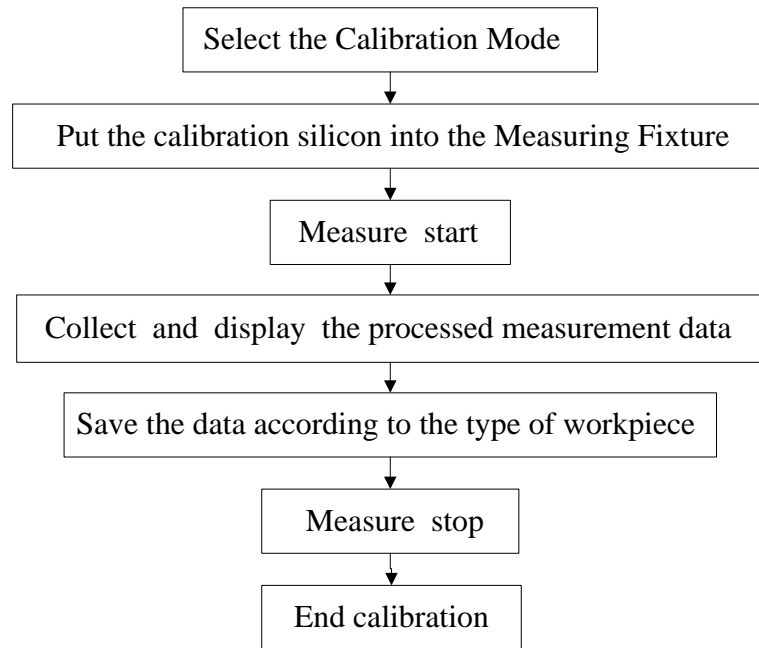 Select the Calibration Mode
Put the calibration silicon into the Measuring Fixture
Measure start
Collect and display the processed measurement data
Save the data according to the type of workpiece
Measure stop
End calibration